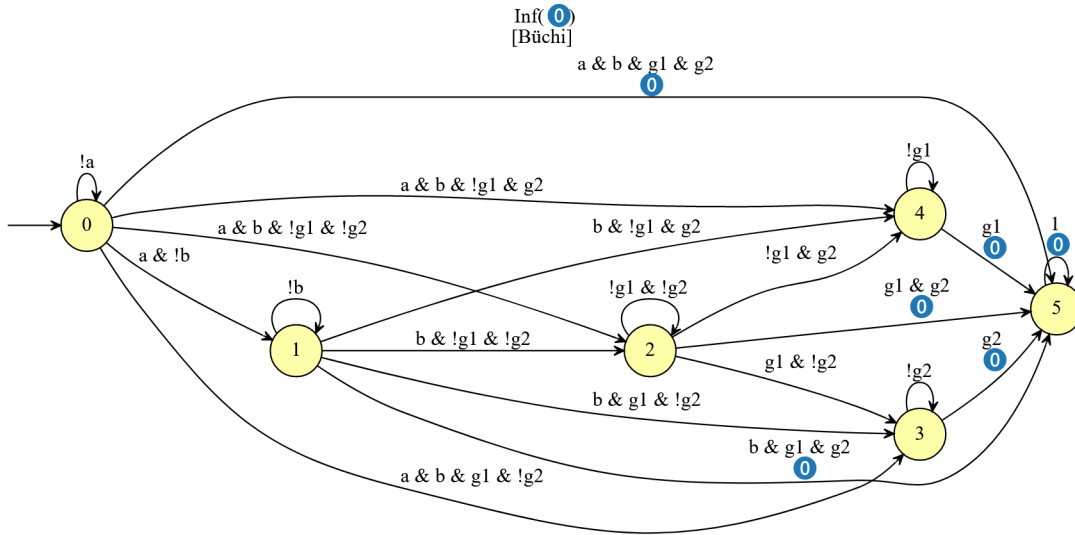 Inf(0)
[Büchi]
a & b & g1 & g2
0
!a
!g1
a & b & !g1 & g2
0
4
a & b & !g1 & !g2
b & !g1 & g2
g1
0
1
0
a & !b
!g1 & g2
!b
!g1 & !g2
g1 & g2
0
5
1
b & !g1 & !g2
2
g2
0
g1 & !g2
!g2
b & g1 & !g2
3
b & g1 & g2
0
a & b & g1 & !g2